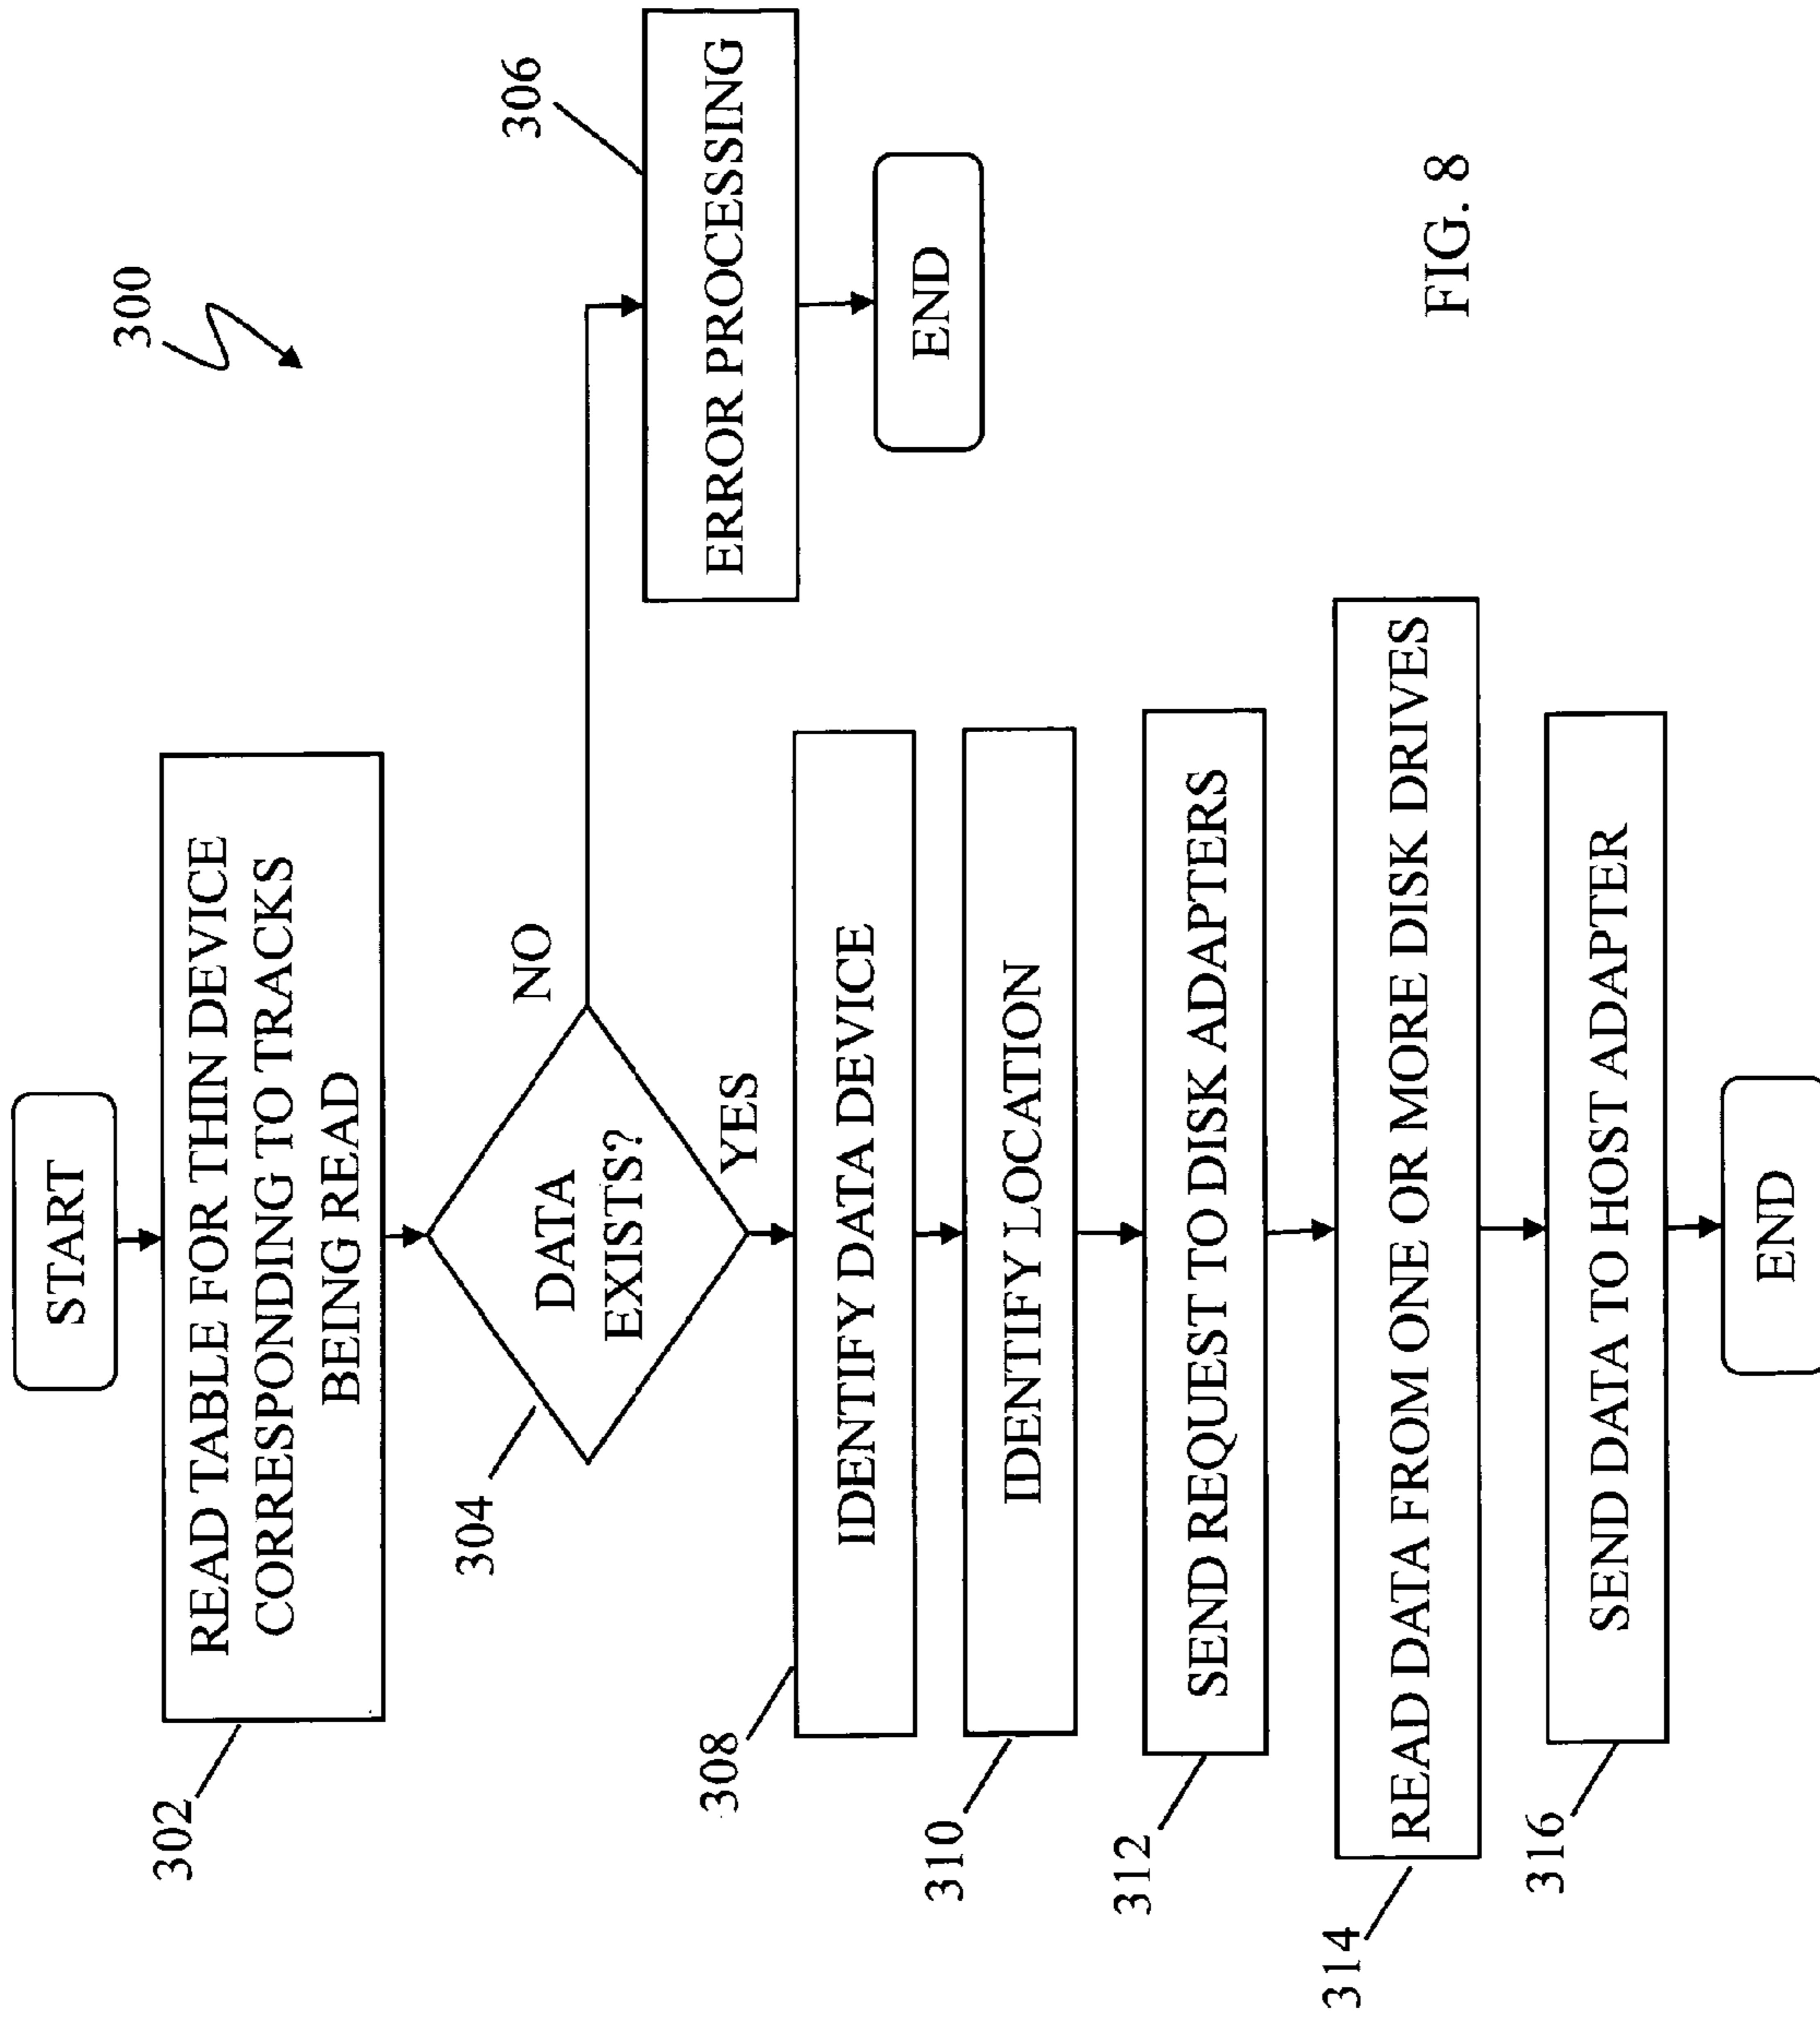 300
START
302
READ TABLE FOR THIN DEVICE
CORRESPONDING TO TRACKS
BEING READ
304
DATA
EXISTS?
NO
YES
306
ERROR PROCESSING
END
308
IDENTIFY DATA DEVICE
310
IDENTIFY LOCATION
312
SEND REQUEST TO DISK ADAPTERS
314
READ DATA FROM ONE OR MORE DISK DRIVES
316
SEND DATA TO HOST ADAPTER
END
FIG. 8